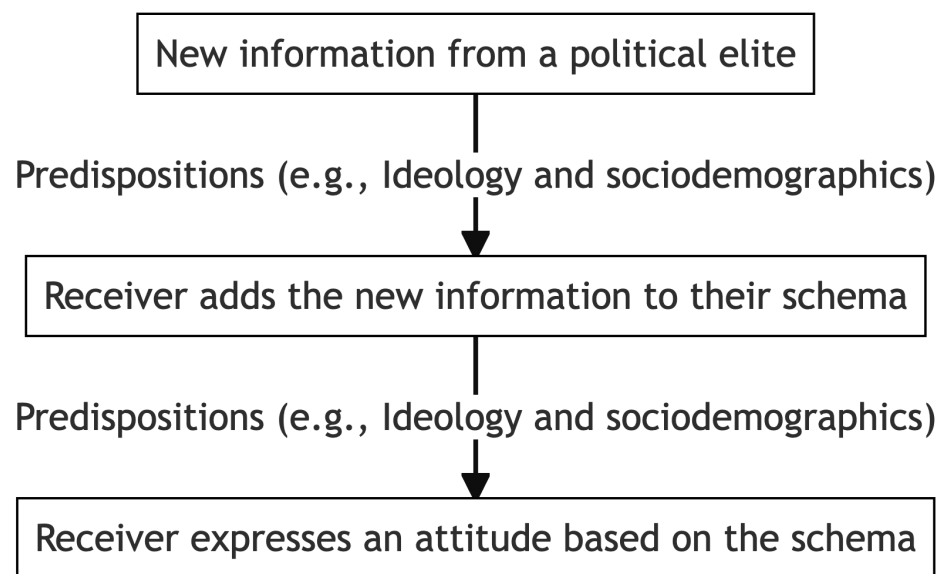 New information from a political elite
Predispositions (e.g., Ideology and sociodemographics)
Receiver adds the new information to their schema
Predispositions (e.g., Ideology and sociodemographics)
Receiver expresses an attitude based on the schema